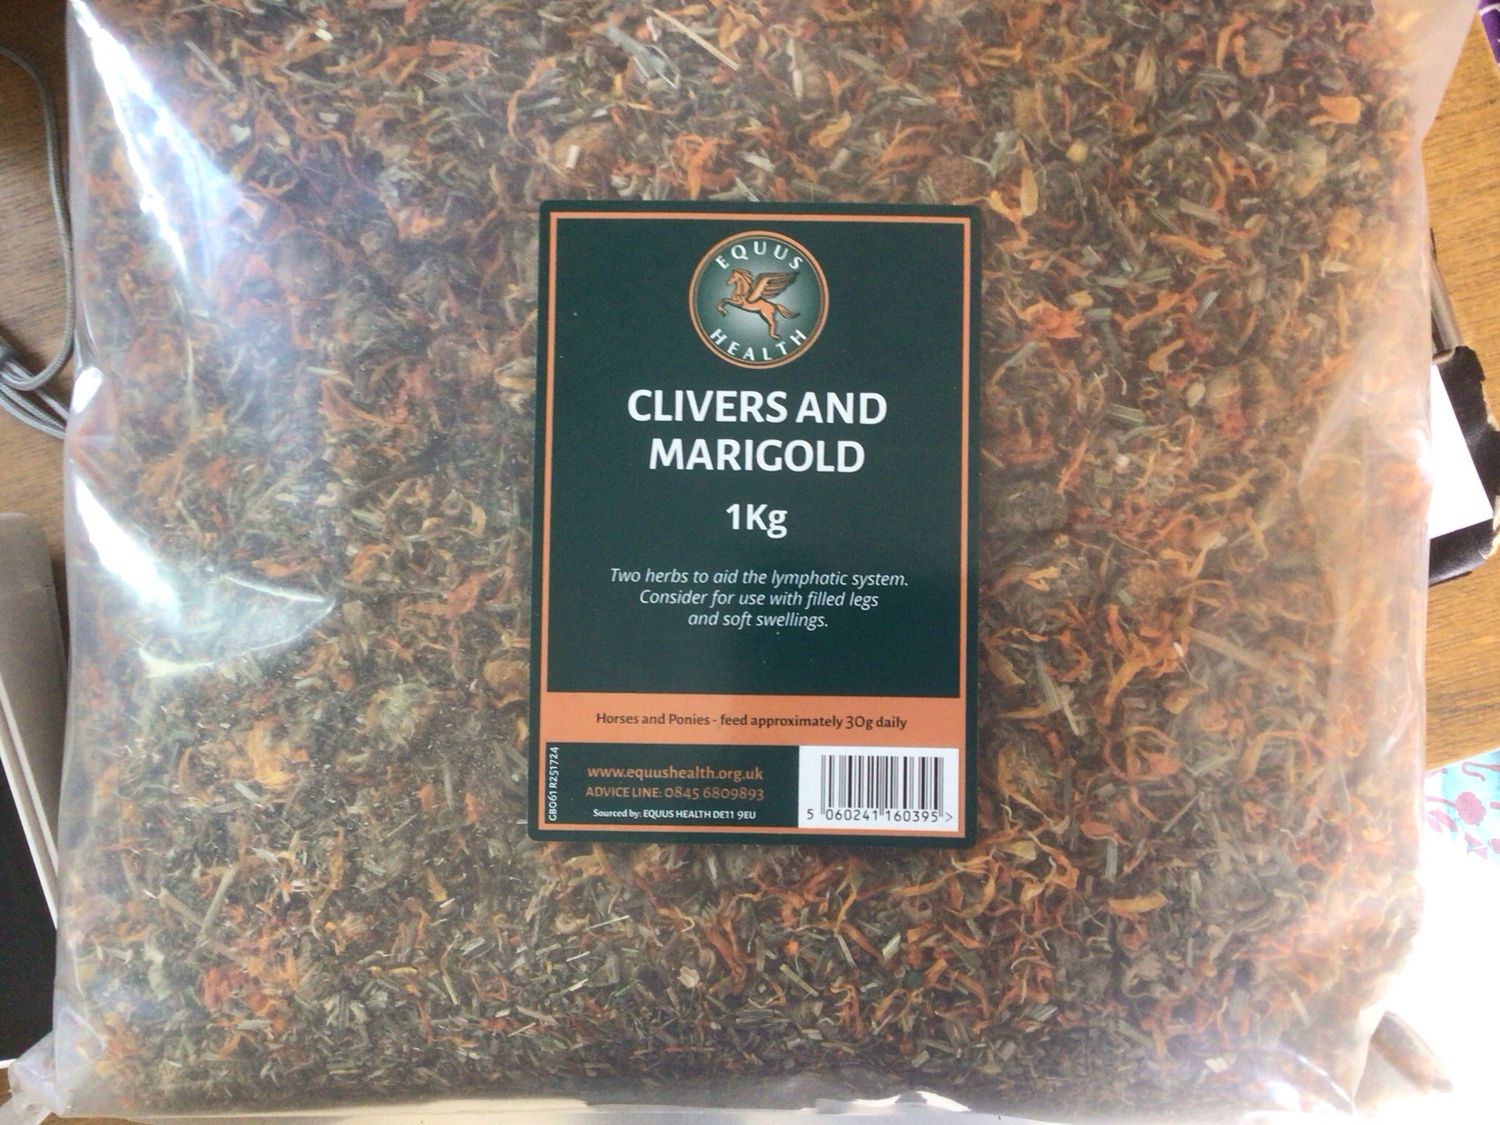 EQUUS
HEALTH
CLIVERS AND
MARIGOLD
1Kg
Two herbs to aid the lymphatic system.
Consider for use with filled legs
and soft swellings.
Horses and Ponies - feed approximately 30g daily
GB061 R251724
www.equushealth.org.uk
ADVICE LINE: 0845 6809893
Sourced by: EQUUS HEALTH DE11 9EU
5 060241 160395 >